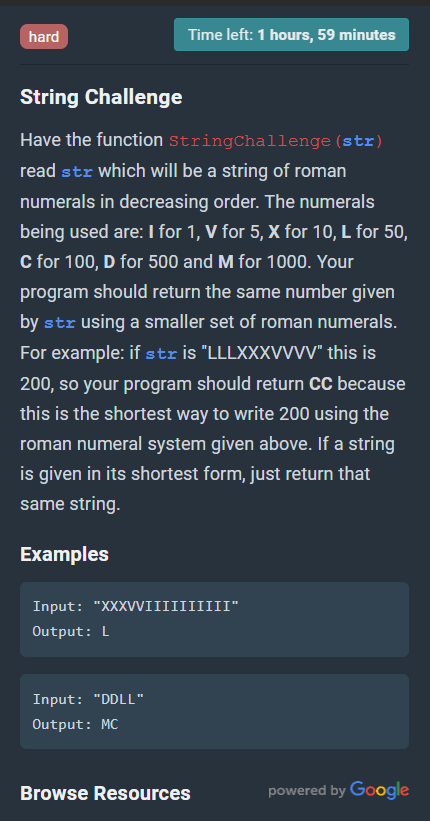 hard
Time left: 1 hours, 59 minutes
String Challenge
Have the function StringChallenge(str)
read str which will be a string of roman
numerals in decreasing order. The numerals
being used are: I for 1, V for 5, X for 10, L for 50,
C for 100, D for 500 and M for 1000. Your
program should return the same number given
by str using a smaller set of roman numerals.
For example: if str is "LLLXXXVVVV" this is
200, so your program should return CC because
this is the shortest way to write 200 using the
roman numeral system given above. If a string
is given in its shortest form, just return that
same string.
Examples
Input: "XXXVVIIIIIIIIII"
Output: L
Input: "DDLL"
Output: MC
Browse Resources
powered by Google